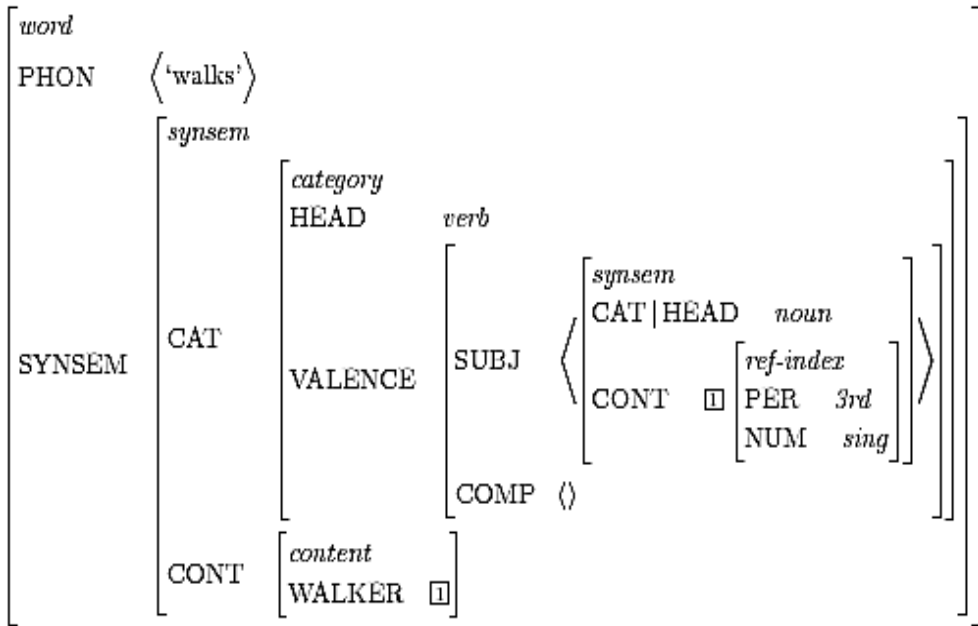 word
PHON ⟨‘walks’⟩
synsem
category
HEAD verb
synsem
CAT | HEAD noun
CAT
SYNSEM
VALENCE
SUBJ
ref-index
CONT 1 PER 3rd
NUM sing
COMP ⟨⟩
content
CONT
WALKER 1